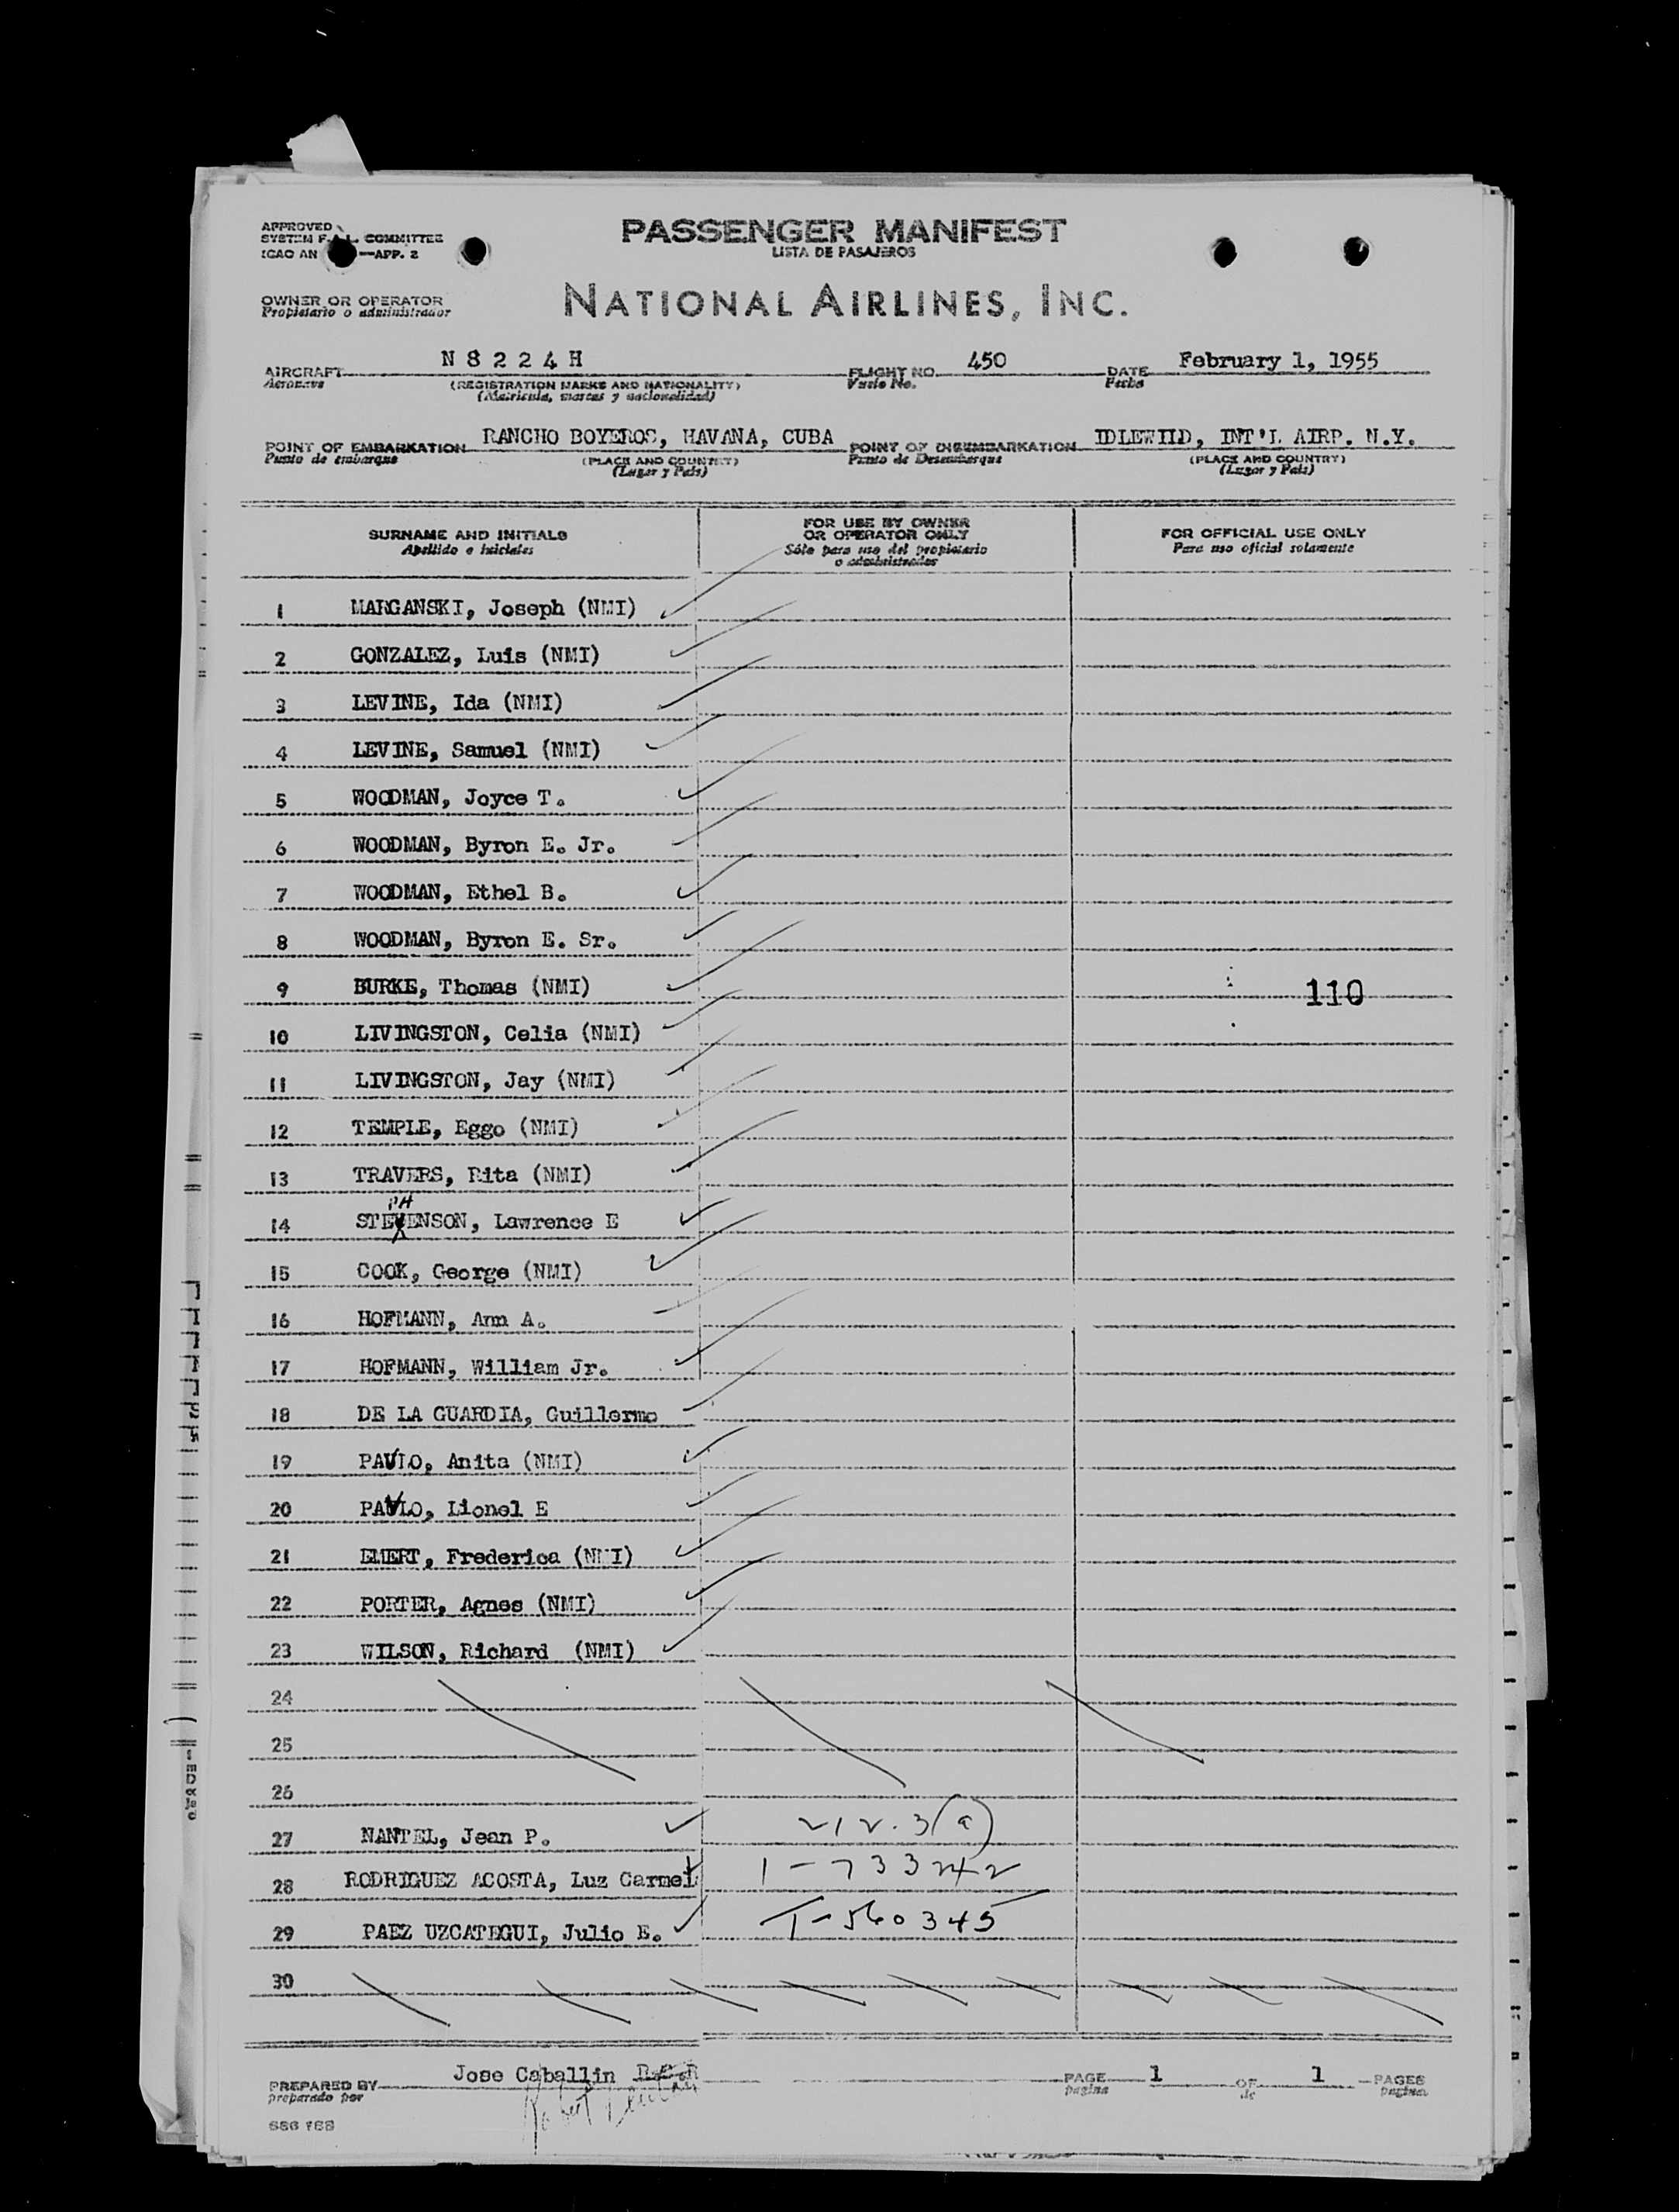 APPROVED
SYSTEM F.A.L. COMMITTEE
ICAO AN —APP. 2
PASSENGER MANIFEST
LISTA DE PASAJEROS
OWNER OR OPERATOR
Propietario o administrador
NATIONAL AIRLINES, INC.
AIRCRAFT N 8 2 2 4 H FLIGHT NO. 450 DATE February 1, 1955
Aeronave (REGISTRATION MARKS AND NATIONALITY) Vuelo No. Fecha
(Matricula, marcas y nacionalidad)
POINT OF EMBARKATION RANCHO BOYEROS, HAVANA, CUBA POINT OF DISEMBARKATION IDLEWILD, INT'L AIRP. N.Y.
Punto de embarque (PLACE AND COUNTRY) Punto de Desembarque (PLACE AND COUNTRY)
(Lugar y Pais) (Lugar y Pais)
SURNAME AND INITIALS
Apellido e iniciales
FOR USE BY OWNER
OR OPERATOR ONLY
Sólo para uso del propietario
o administrador
FOR OFFICIAL USE ONLY
Para uso oficial solamente
1 MARGANSKI, Joseph (NMI)
2 GONZALEZ, Luis (NMI)
3 LEVINE, Ida (NMI)
4 LEVINE, Samuel (NMI)
5 WOODMAN, Joyce T.
6 WOODMAN, Byron E. Jr.
7 WOODMAN, Ethel B.
8 WOODMAN, Byron E. Sr.
9 BURKE, Thomas (NMI) 110
10 LIVINGSTON, Celia (NMI)
11 LIVINGSTON, Jay (NMI)
12 TEMPLE, Eggo (NMI)
13 TRAVERS, Rita (NMI)
PH
14 STEVENSON, Lawrence E
15 COOK, George (NMI)
16 HOFMANN, Ann A.
17 HOFMANN, William Jr.
18 DE LA GUARDIA, Guillermo
19 PAVLO, Anita (NMI)
20 PAVLO, Lionel E
21 EMERT, Frederica (NMI)
22 PORTER, Agnes (NMI)
23 WILSON, Richard (NMI)
24
25
26
27 NANTEL, Jean P. 212.3(a)
28 RODRIGUEZ ACOSTA, Luz Carmel 1-733242
29 PAEZ UZCATEGUI, Julio E. T-560345
30
PREPARED BY Jose Caballin PAGE 1 OF 1 PAGES
preparado por pagina de paginas